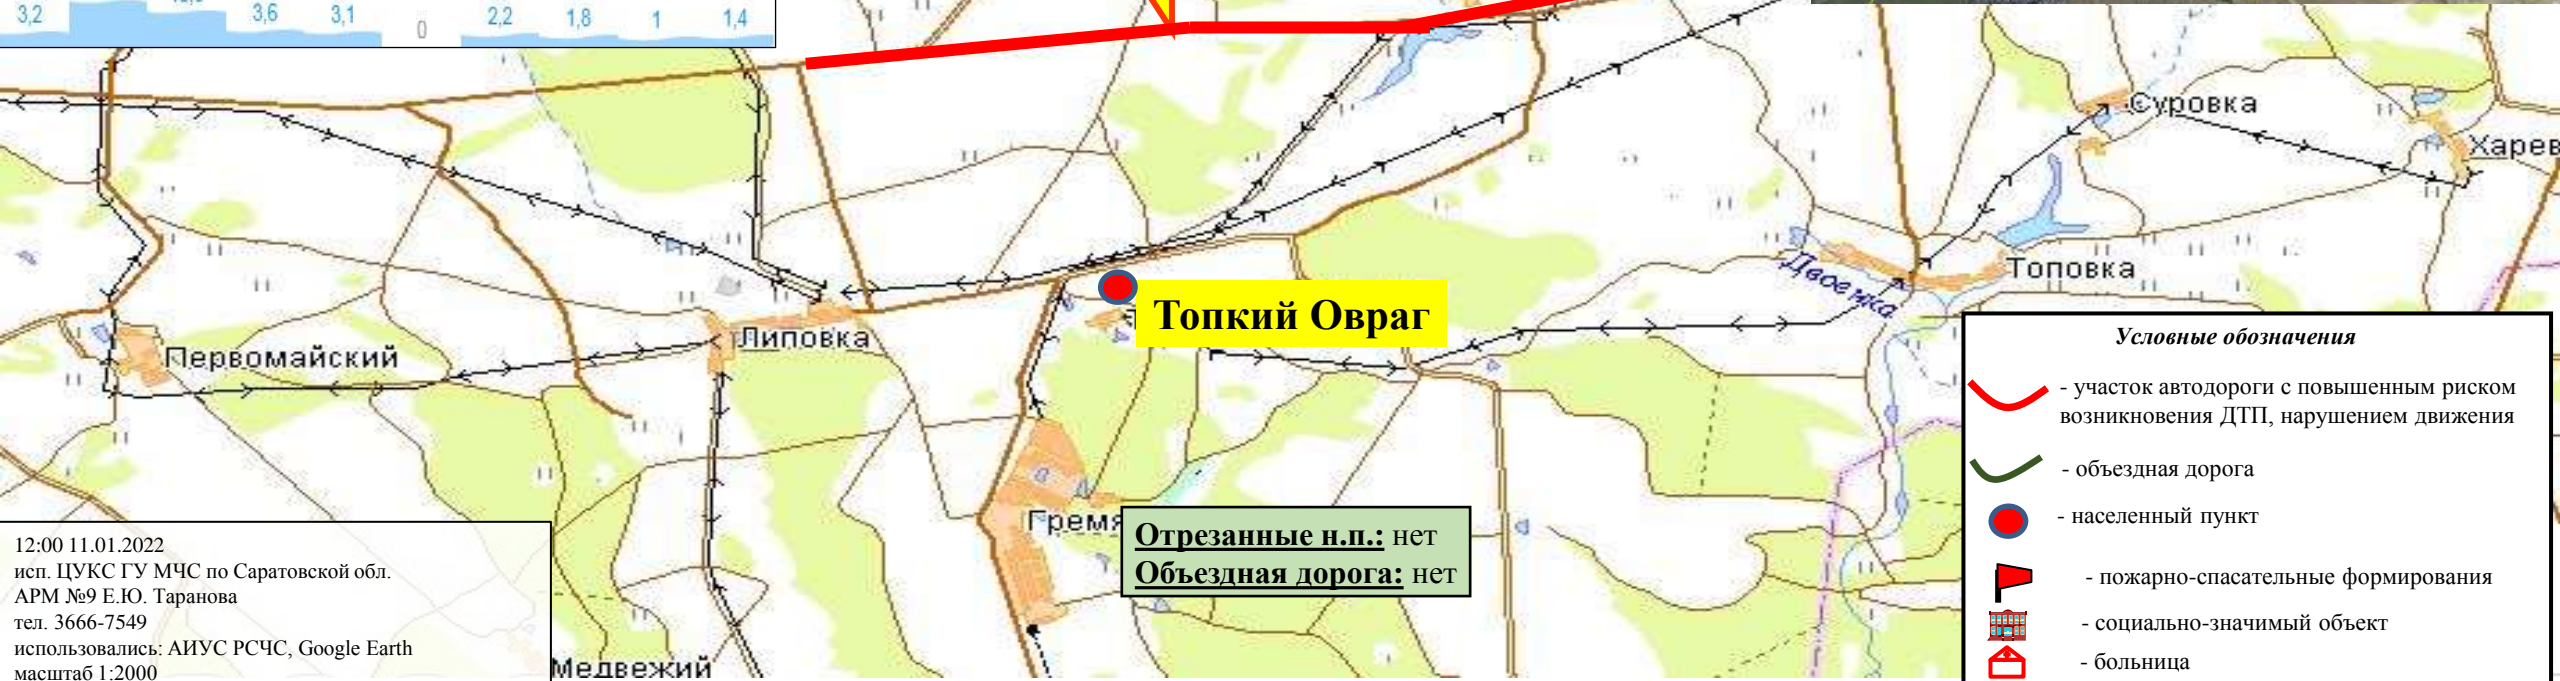 3,2 3,6 3,1 0 2,2 1,8 1 1,4
Суровка
Харев
Двоенка
Топовка
Топкий Овраг
Липовка
Первомайский
Гремя
Медвежий
Отрезанные н.п.: нет
Объездная дорога: нет
12:00 11.01.2022
исп. ЦУКС ГУ МЧС по Саратовской обл.
АРМ №9 Е.Ю. Таранова
тел. 3666-7549
использовались: АИУС РСЧС, Google Earth
масштаб 1:2000
Условные обозначения
- участок автодороги с повышенным риском
возникновения ДТП, нарушением движения
- объездная дорога
- населенный пункт
- пожарно-спасательные формирования
- социально-значимый объект
- больница